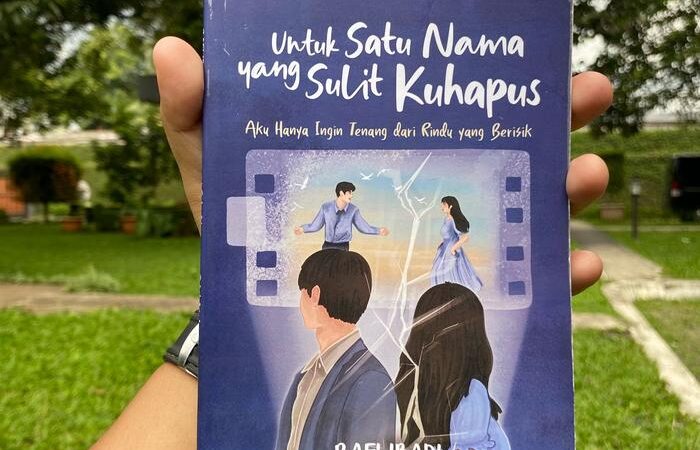 Untuk Satu Nama
yang Sulit Kuhapus
Aku Hanya Ingin Tenang dari Rindu yang Berisik